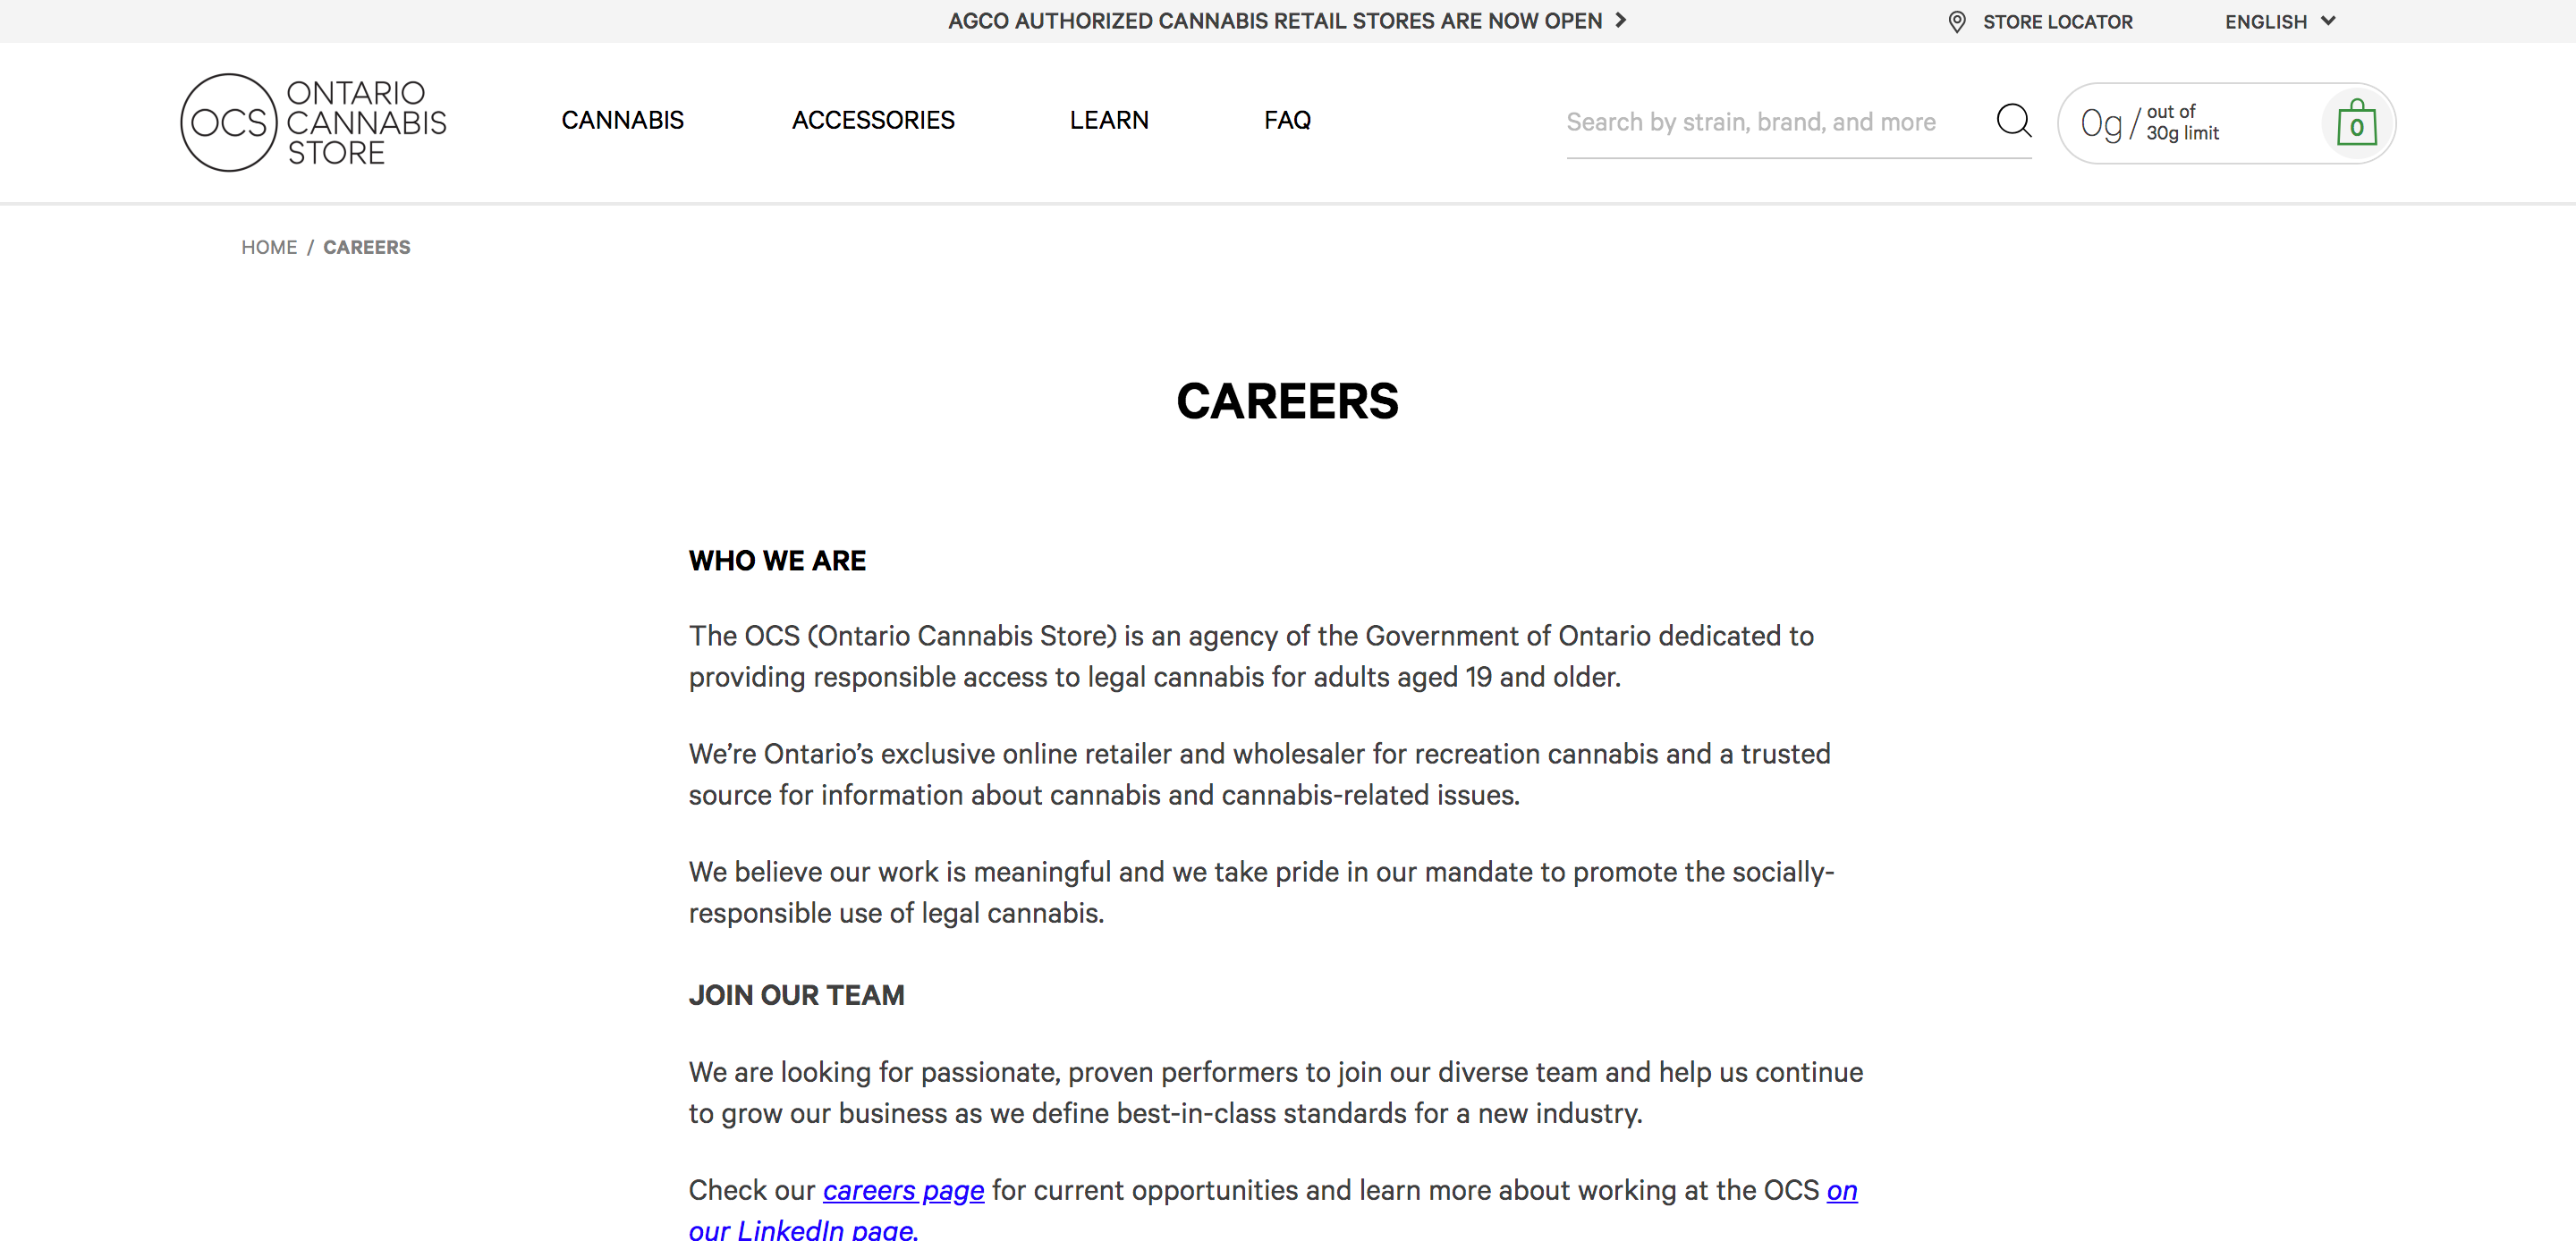 AGCO AUTHORIZED CANNABIS RETAIL STORES ARE NOW OPEN
STORE LOCATOR
ENGLISH
OCS
ONTARIO
CANNABIS
STORE
CANNABIS
ACCESSORIES
LEARN
FAQ
Search by strain, brand, and more
0g/
out of
30g limit
0
HOME / CAREERS
CAREERS
WHO WE ARE
The OCS (Ontario Cannabis Store) is an agency of the Government of Ontario dedicated to
providing responsible access to legal cannabis for adults aged 19 and older.
We’re Ontario’s exclusive online retailer and wholesaler for recreation cannabis and a trusted
source for information about cannabis and cannabis-related issues.
We believe our work is meaningful and we take pride in our mandate to promote the socially-
responsible use of legal cannabis.
JOIN OUR TEAM
We are looking for passionate, proven performers to join our diverse team and help us continue
to grow our business as we define best-in-class standards for a new industry.
Check our careers page for current opportunities and learn more about working at the OCS on
our LinkedIn page.